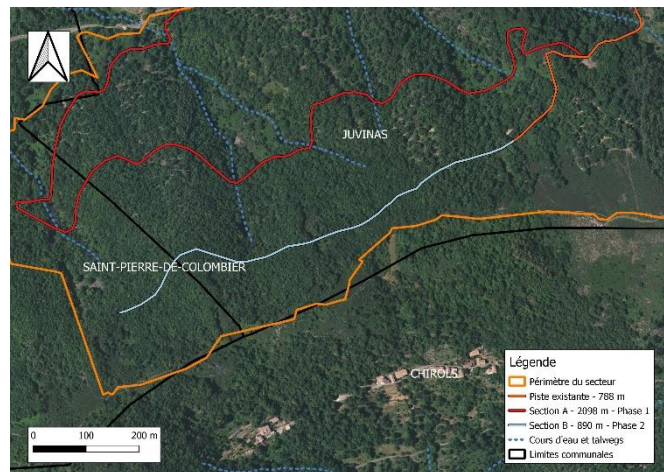 JUVINAS
SAINT-PIERRE-DE-COLOMBIER
CHIROLS
0 100 200 m
Légende
Périmètre du secteur
Piste existante - 788 m
Section A - 2098 m - Phase 1
Section B - 890 m - Phase 2
Cours d'eau et talwegs
Limites communales